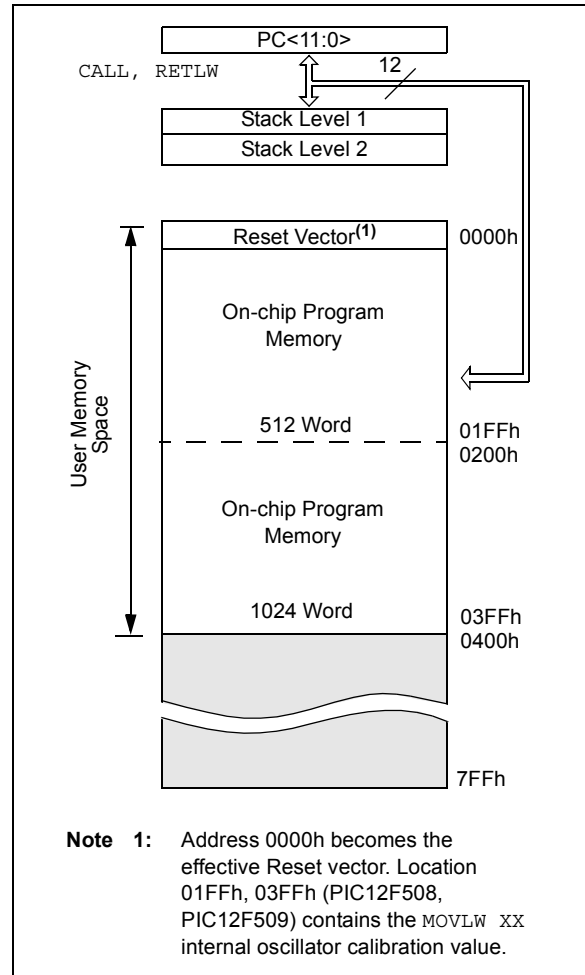 PC<11:0>
CALL, RETLW
12
Stack Level 1
Stack Level 2
Reset Vector(1)
0000h
User Memory
Space
On-chip Program
Memory
512 Word
01FFh
0200h
On-chip Program
Memory
1024 Word
03FFh
0400h
7FFh
Note 1: Address 0000h becomes the
effective Reset vector. Location
01FFh, 03FFh (PIC12F508,
PIC12F509) contains the MOVLW XX
internal oscillator calibration value.